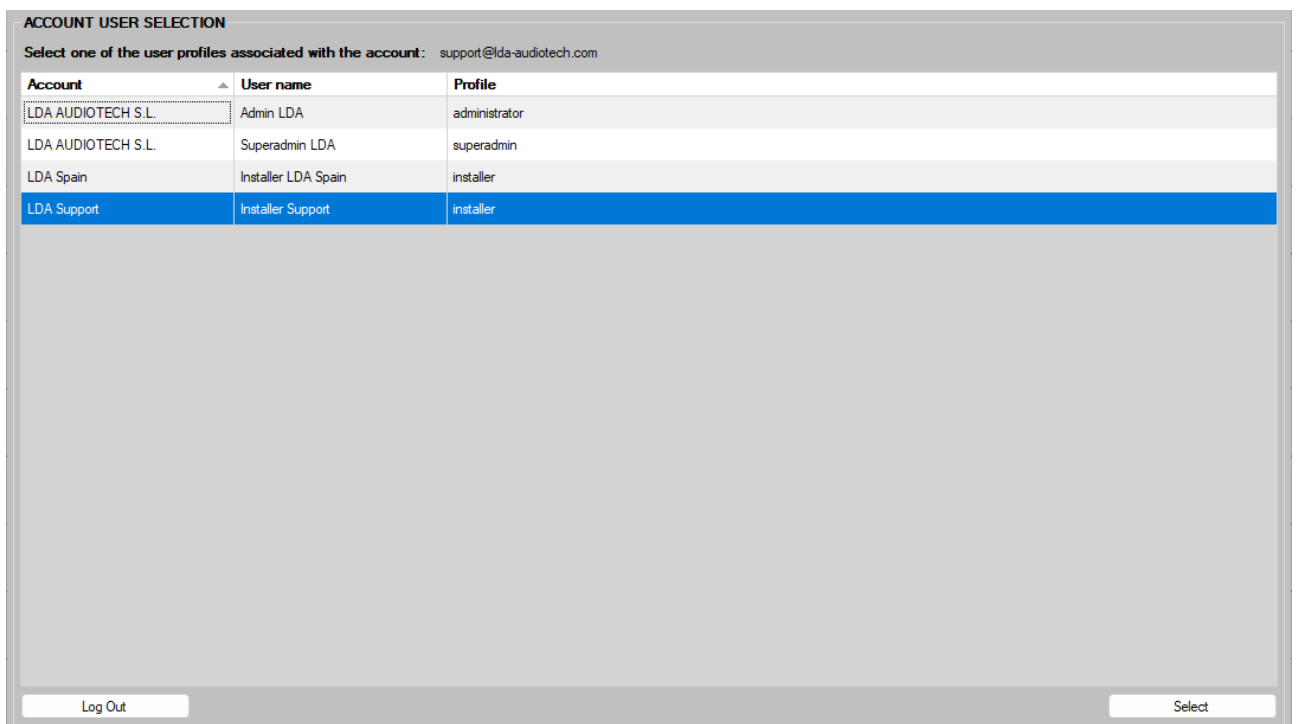 ACCOUNT USER SELECTION
Select one of the user profiles associated with the account: support@lda-audiotech.com
Account User name Profile
LDA AUDIOTECH S.L. Admin LDA administrator
LDA AUDIOTECH S.L. Superadmin LDA superadmin
LDA Spain Installer LDA Spain installer
LDA Support Installer Support installer
Log Out Select